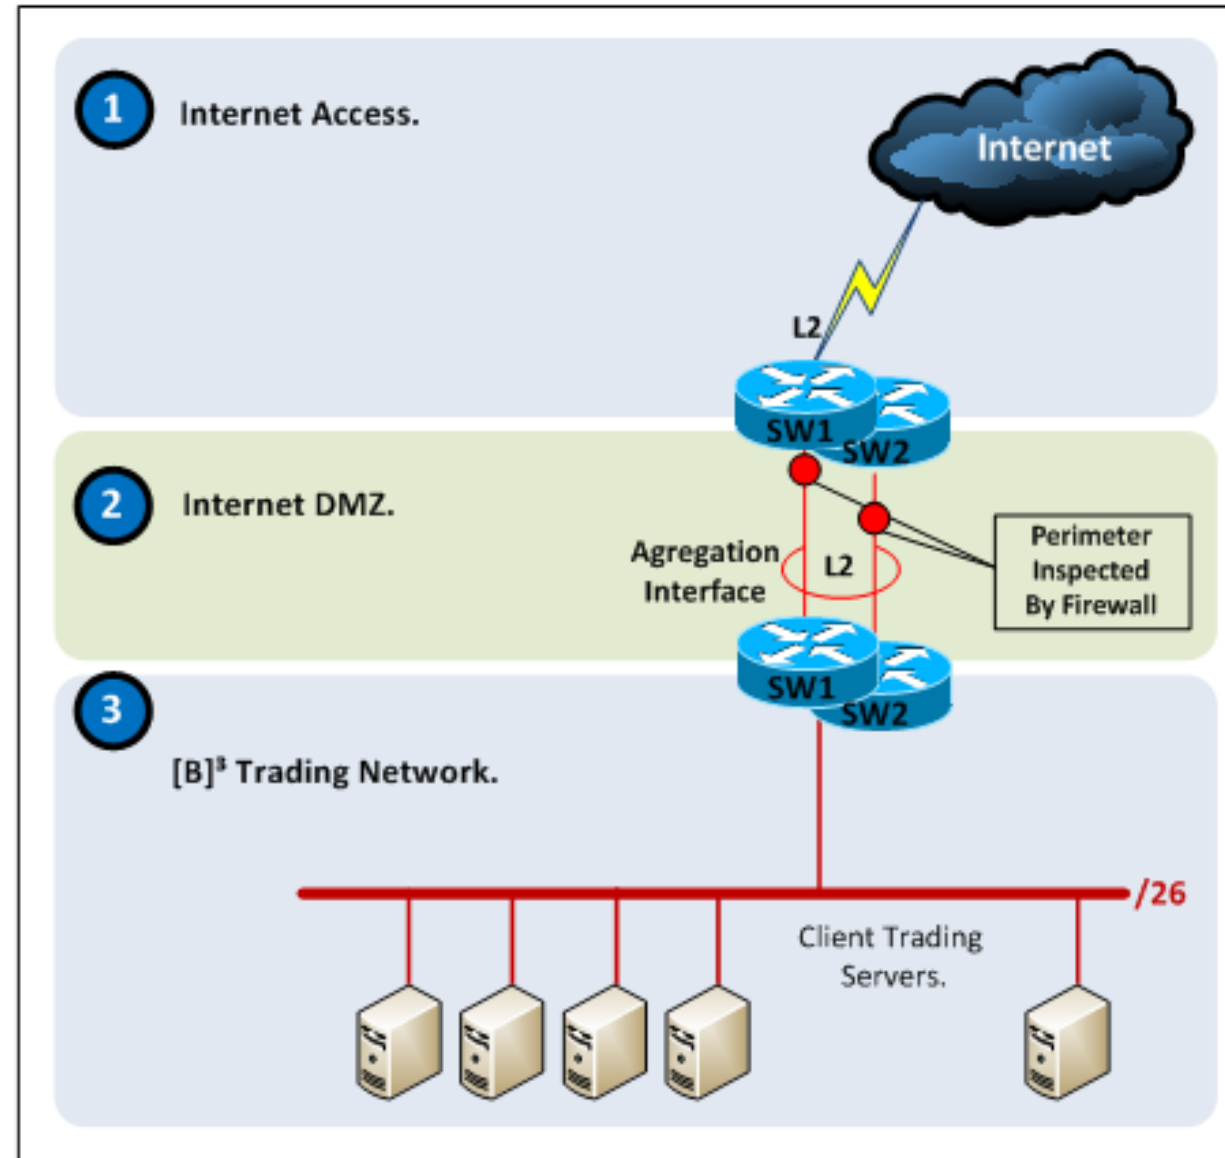 1
Internet Access.
Internet
L2
SW1
SW2
2
Internet DMZ.
Agregation
Interface
L2
Perimeter
Inspected
By Firewall
SW1
SW2
3
[B]³ Trading Network.
/26
Client Trading
Servers.